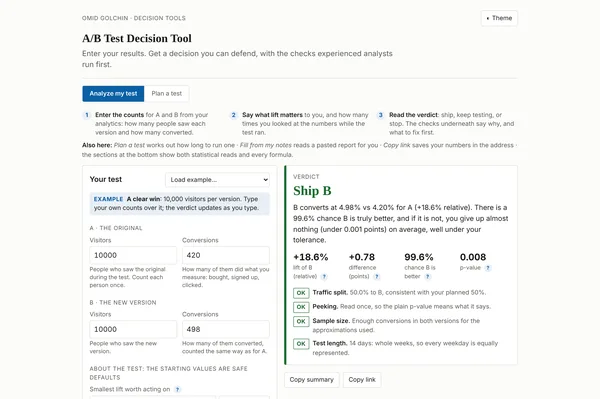 OMID GOLCHIN · DECISION TOOLS
Theme
A/B Test Decision Tool
Enter your results. Get a decision you can defend, with the checks experienced analysts
run first.
Analyze my test
Plan a test
1 Enter the counts for A and B from your
analytics: how many people saw each
version and how many converted.
2 Say what lift matters to you, and how many
times you looked at the numbers while the
test ran.
3 Read the verdict: ship, keep testing, or
stop. The checks underneath say why, and
what to fix first.
Also here: Plan a test works out how long to run one · Fill from my notes reads a pasted report for you · Copy link saves your numbers in the address ·
the sections at the bottom show both statistical reads and every formula.
Your test
Load example...
EXAMPLE A clear win: 10,000 visitors per version. Type
your own counts over it; the verdict updates as you type.
A · THE ORIGINAL
Visitors
Conversions
10000
420
People who saw the original
during the test. Count each
person once.
How many of them did what you
measure: bought, signed up,
clicked.
B · THE NEW VERSION
Visitors
Conversions
10000
498
People who saw the new
version.
How many of them converted,
counted the same way as for A.
ABOUT THE TEST: THE STARTING VALUES ARE SAFE
DEFAULTS
Smallest lift worth acting on ?
VERDICT
Ship B
B converts at 4.98% vs 4.20% for A (+18.6% relative). There is a
99.6% chance B is truly better, and if it is not, you give up almost
nothing (under 0.001 points) on average, well under your
tolerance.
+18.6%
lift of B
(relative) ?
+0.78
difference
(points) ?
99.6%
chance B is
better ?
0.008
p-value ?
OK Traffic split. 50.0% to B, consistent with your planned 50%.
OK Peeking. Read once, so the plain p-value means what it says.
OK Sample size. Enough conversions in both versions for the
approximations used.
OK Test length. 14 days: whole weeks, so every weekday is equally
represented.
Copy summary
Copy link